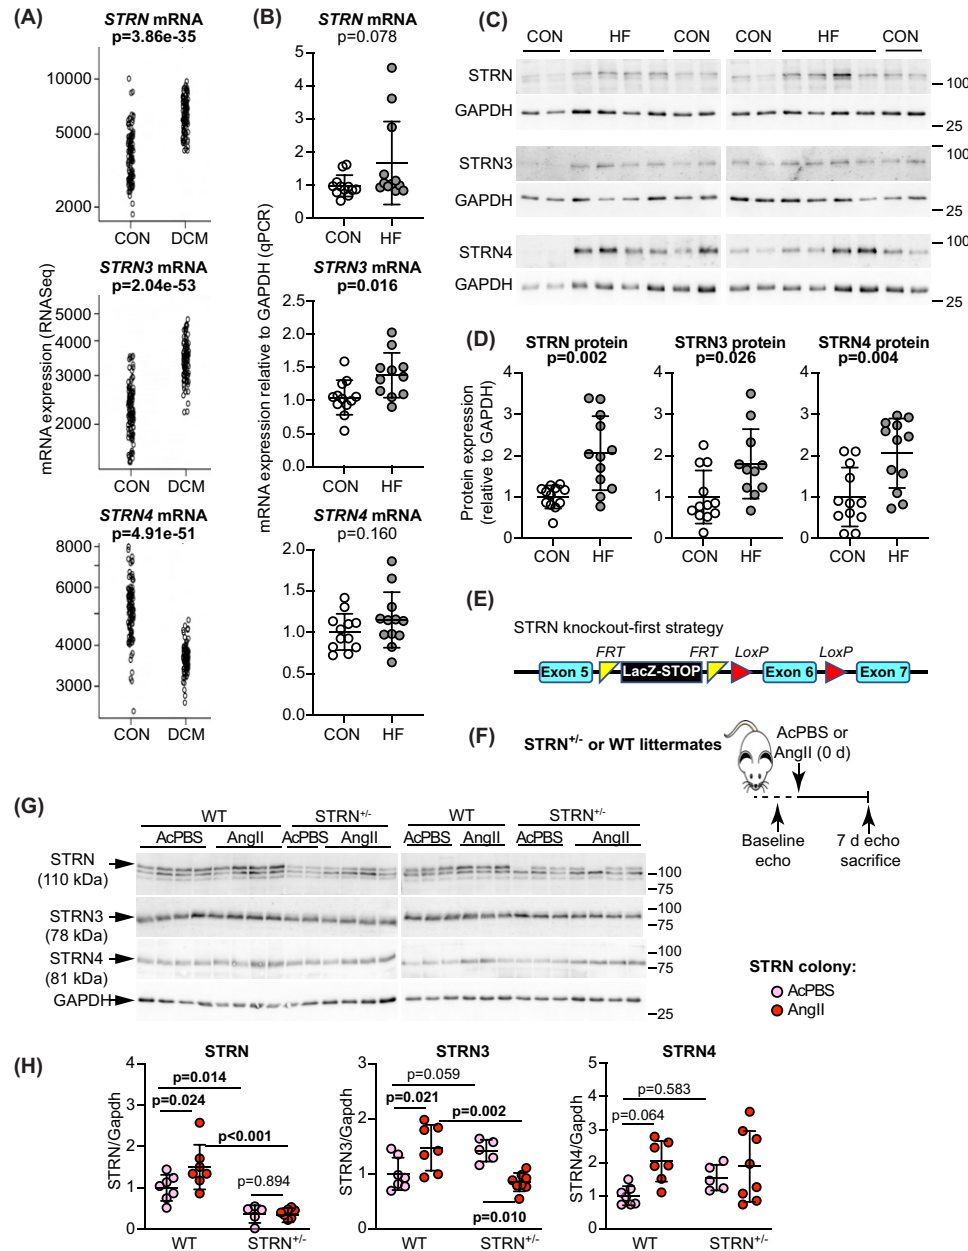 (A)
STRN mRNA
p=3.86e-35
10000
5000
2000
CON DCM
STRN3 mRNA
p=2.04e-53
5000
3000
2000
CON DCM
STRN4 mRNA
p=4.91e-51
8000
6000
4000
3000
CON DCM
mRNA expression (RNASeq)
(B)
STRN mRNA
p=0.078
5
4
3
2
1
0
CON HF
STRN3 mRNA
p=0.016
2.5
2.0
1.5
1.0
0.5
0.0
CON HF
STRN4 mRNA
p=0.160
2.0
1.5
1.0
0.5
0.0
CON HF
mRNA expression relative to GAPDH (qPCR)
(C)
CON HF CON CON HF CON
STRN
100
GAPDH
25
STRN3
100
GAPDH
25
STRN4
100
GAPDH
25
(D)
STRN protein
p=0.002
4
3
2
1
0
CON HF
STRN3 protein
p=0.026
4
3
2
1
0
CON HF
STRN4 protein
p=0.004
4
3
2
1
0
CON HF
Protein expression
(relative to GAPDH)
(E)
STRN knockout-first strategy
FRT FRT LoxP LoxP
Exon 5 LacZ-STOP Exon 6 Exon 7
(F)
STRN+/- or WT littermates
AcPBS or
AngII (0 d)
Baseline
echo
7 d echo
sacrifice
(G)
WT STRN+/- WT STRN+/-
AcPBS AngII AcPBS AngII AcPBS AngII AcPBS AngII
STRN
(110 kDa)
100
75
STRN3
(78 kDa)
100
75
STRN4
(81 kDa)
100
75
GAPDH
25
STRN colony:
AcPBS
AngII
(H)
STRN
4
3
2
1
0
STRN/Gapdh
p=0.014
p=0.024
p<0.001
p=0.894
WT STRN+/-
STRN3
3
2
1
0
STRN3/Gapdh
p=0.059
p=0.021
p=0.002
p=0.010
WT STRN+/-
STRN4
5
4
3
2
1
0
STRN4/Gapdh
p=0.583
p=0.064
WT STRN+/-